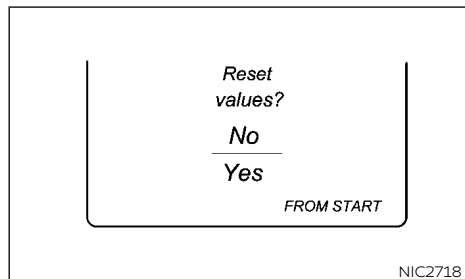 Reset
values?
No
Yes
FROM START
NIC2718